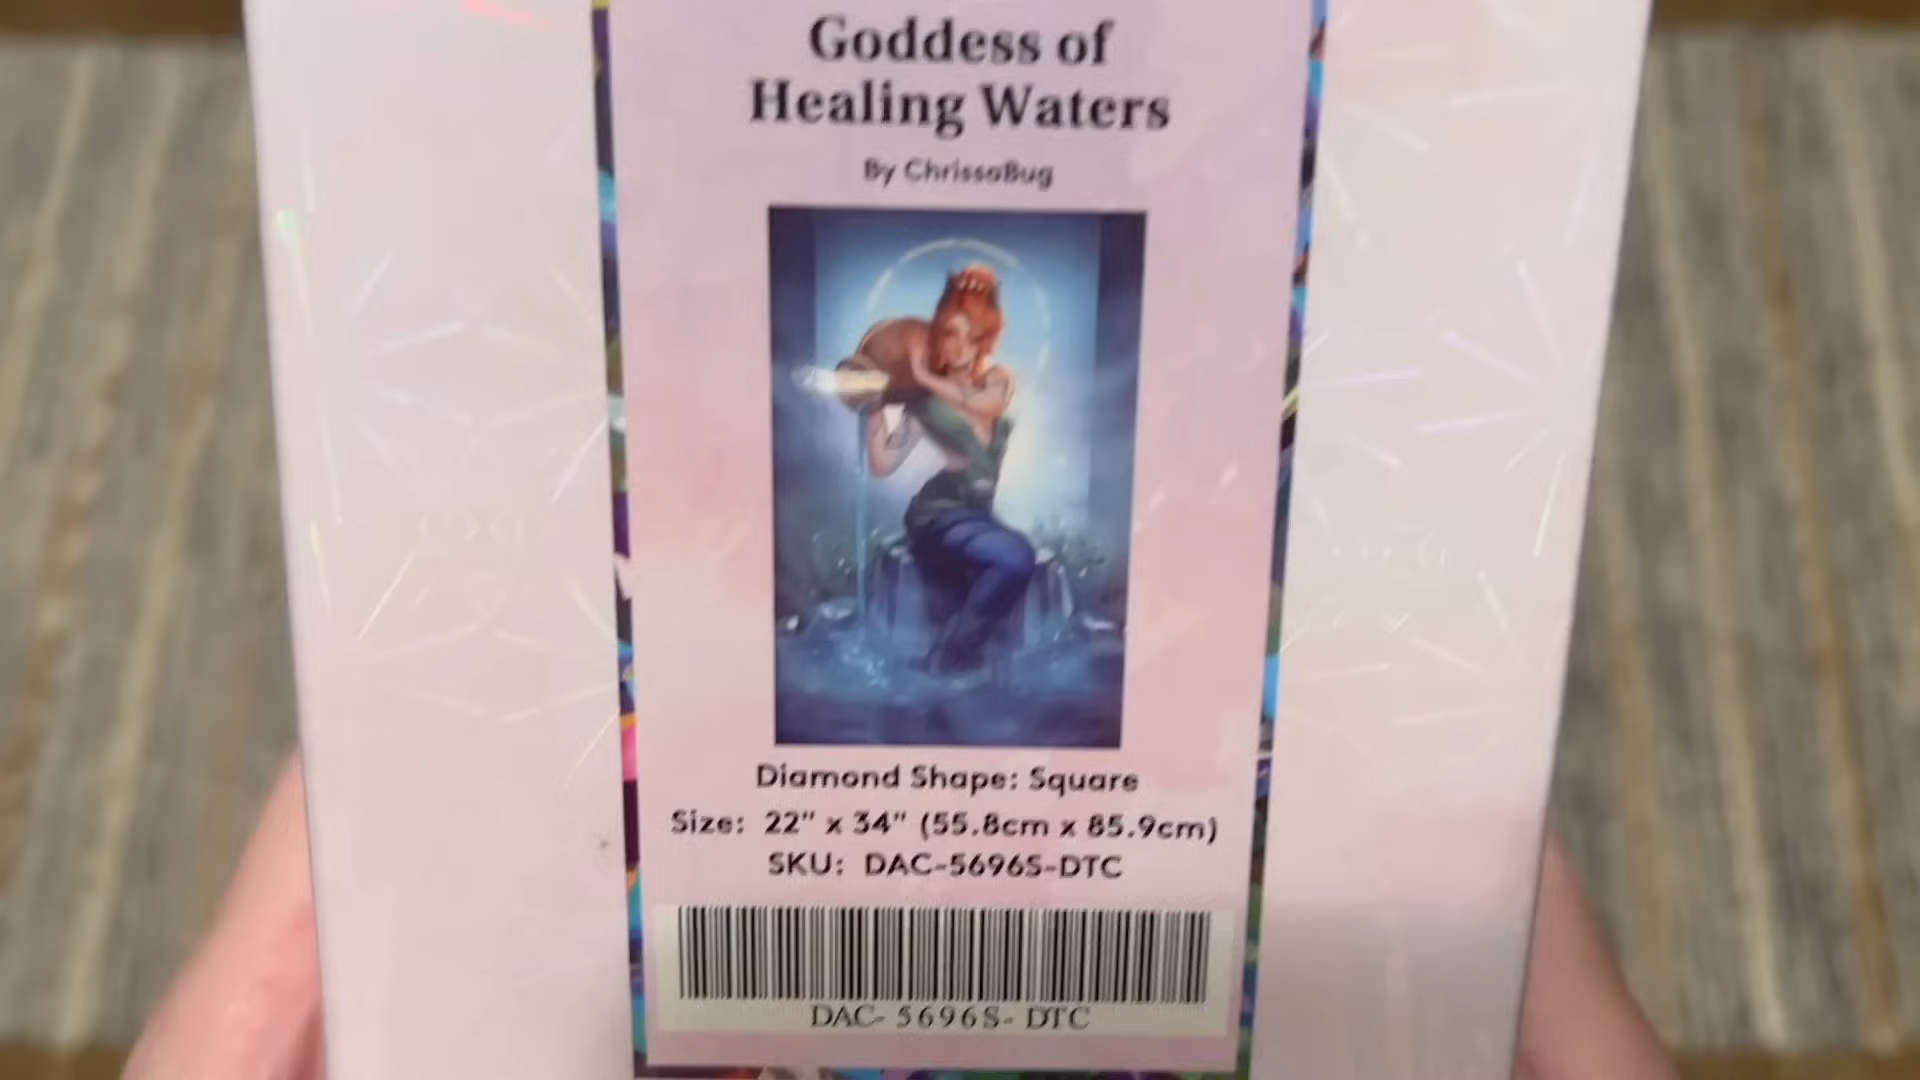 Goddess of
Healing Waters
By ChrissaBug
Diamond Shape: Square
Size: 22" x 34" (55.8cm x 85.9cm)
SKU: DAC-5696S-DTC
DAC- 5696S- DTC